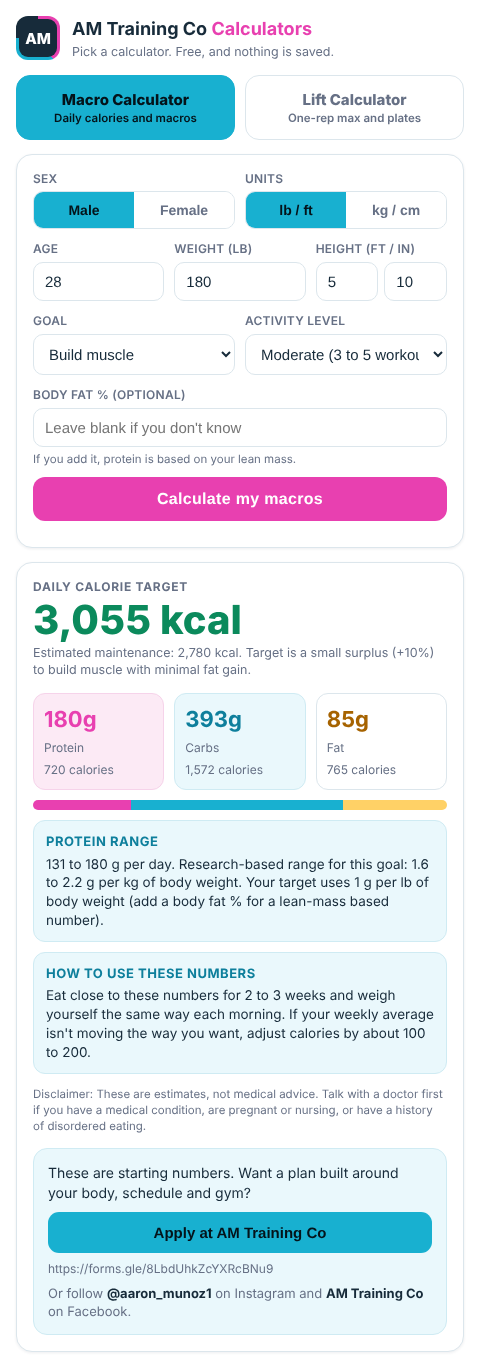 AM
AM Training Co Calculators
Pick a calculator. Free, and nothing is saved.
Macro Calculator
Daily calories and macros
Lift Calculator
One-rep max and plates
SEX
UNITS
Male
Female
lb / ft
kg / cm
AGE
WEIGHT (LB)
HEIGHT (FT / IN)
28
180
5
10
GOAL
ACTIVITY LEVEL
Build muscle
Moderate (3 to 5 workou
BODY FAT % (OPTIONAL)
Leave blank if you don't know
If you add it, protein is based on your lean mass.
Calculate my macros
DAILY CALORIE TARGET
3,055 kcal
Estimated maintenance: 2,780 kcal. Target is a small surplus (+10%)
to build muscle with minimal fat gain.
180g
Protein
720 calories
393g
Carbs
1,572 calories
85g
Fat
765 calories
PROTEIN RANGE
131 to 180 g per day. Research-based range for this goal: 1.6
to 2.2 g per kg of body weight. Your target uses 1 g per lb of
body weight (add a body fat % for a lean-mass based
number).
HOW TO USE THESE NUMBERS
Eat close to these numbers for 2 to 3 weeks and weigh
yourself the same way each morning. If your weekly average
isn't moving the way you want, adjust calories by about 100
to 200.
Disclaimer: These are estimates, not medical advice. Talk with a doctor first
if you have a medical condition, are pregnant or nursing, or have a history
of disordered eating.
These are starting numbers. Want a plan built around
your body, schedule and gym?
Apply at AM Training Co
https://forms.gle/8LbdUhkZcYXRcBNu9
Or follow @aaron_munoz1 on Instagram and AM Training Co
on Facebook.